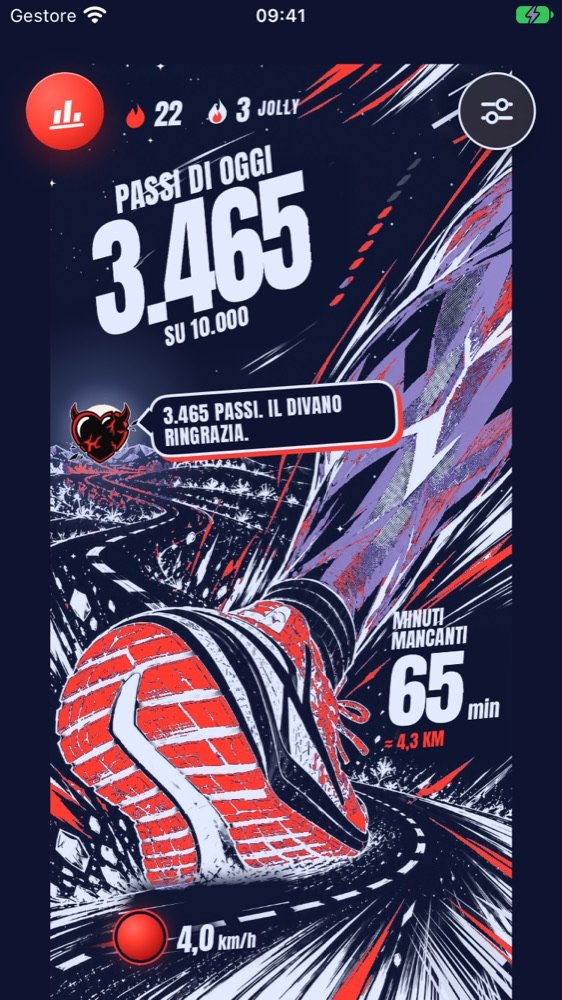 Gestore
09:41
22
3 JOLLY
PASSI DI OGGI
3.465
SU 10.000
3.465 PASSI. IL DIVANO
RINGRAZIA.
MINUTI
MANCANTI
65 min
≈ 4,3 KM
4,0 km/h